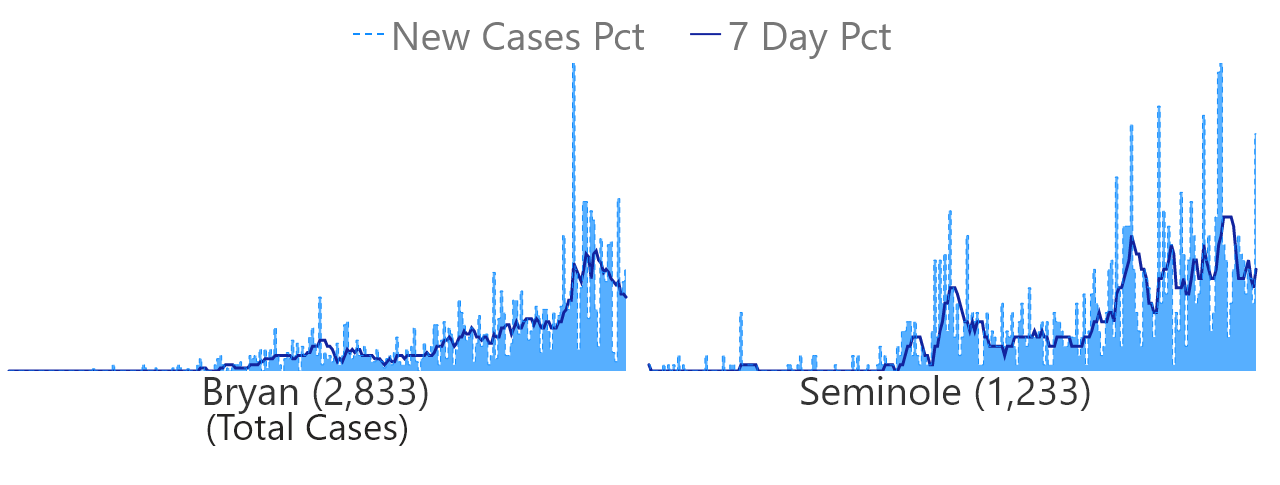 New Cases Pct 7 Day Pct
Bryan (2,833) Seminole (1,233)
(Total Cases)